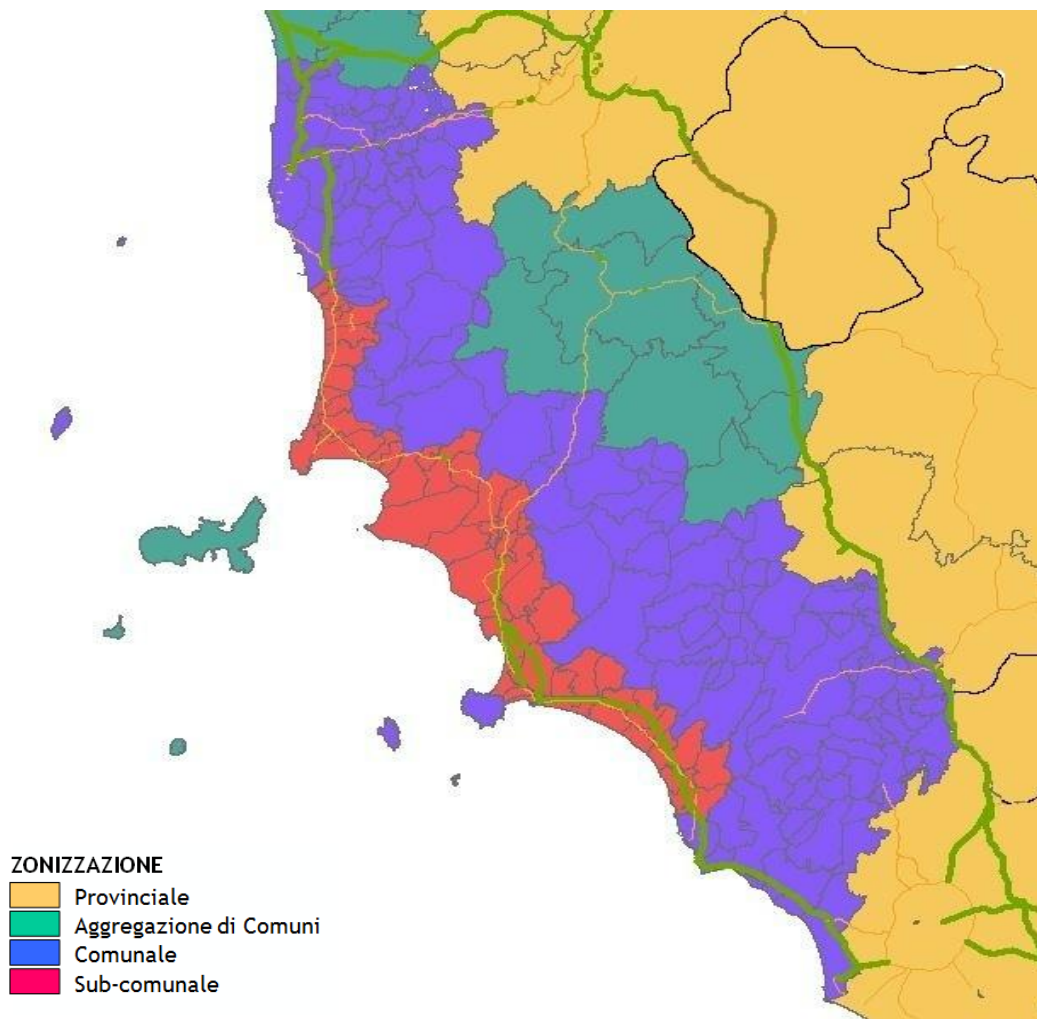 ZONIZZAZIONE
Provinciale
Aggregazione di Comuni
Comunale
Sub-comunale